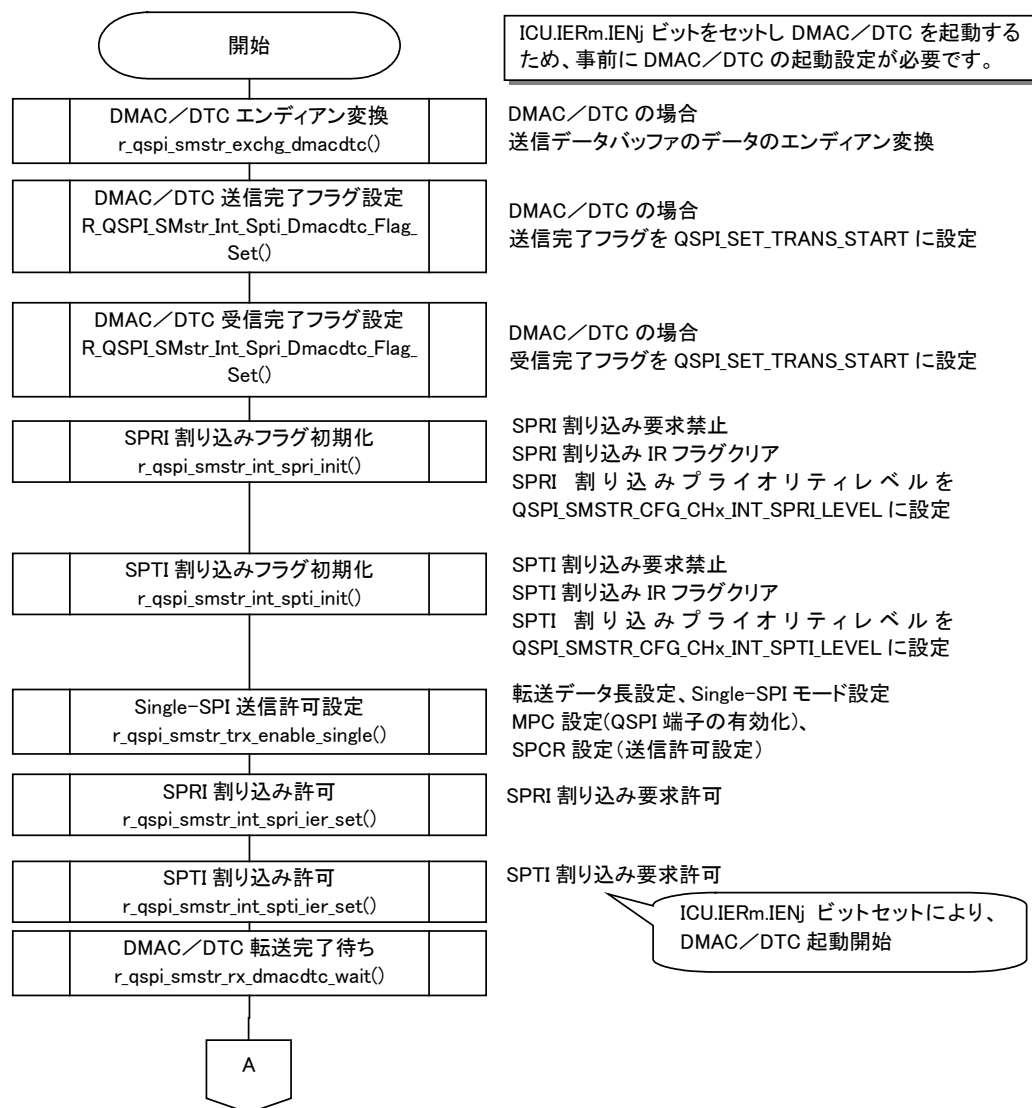 開始
ICU.IERm.IENj ビットをセットし DMAC／DTC を起動する
ため、事前に DMAC／DTC の起動設定が必要です。
DMAC／DTC エンディアン変換
r_qspi_smstr_exchg_dmacdtc()
DMAC／DTC の場合
送信データバッファのデータのエンディアン変換
DMAC／DTC 送信完了フラグ設定
R_QSPI_SMstr_Int_Spti_Dmacdtc_Flag_
Set()
DMAC／DTC の場合
送信完了フラグを QSPI_SET_TRANS_START に設定
DMAC／DTC 受信完了フラグ設定
R_QSPI_SMstr_Int_Spri_Dmacdtc_Flag_
Set()
DMAC／DTC の場合
受信完了フラグを QSPI_SET_TRANS_START に設定
SPRI 割り込みフラグ初期化
r_qspi_smstr_int_spri_init()
SPRI 割り込み要求禁止
SPRI 割り込み IR フラグクリア
SPRI 割り込みプライオリティレベルを
QSPI_SMSTR_CFG_CHx_INT_SPRI_LEVEL に設定
SPTI 割り込みフラグ初期化
r_qspi_smstr_int_spti_init()
SPTI 割り込み要求禁止
SPTI 割り込み IR フラグクリア
SPTI 割り込みプライオリティレベルを
QSPI_SMSTR_CFG_CHx_INT_SPTI_LEVEL に設定
Single-SPI 送信許可設定
r_qspi_smstr_trx_enable_single()
転送データ長設定、Single-SPI モード設定
MPC 設定(QSPI 端子の有効化)、
SPCR 設定（送信許可設定）
SPRI 割り込み許可
r_qspi_smstr_int_spri_ier_set()
SPRI 割り込み要求許可
SPTI 割り込み許可
r_qspi_smstr_int_spti_ier_set()
SPTI 割り込み要求許可
ICU.IERm.IENj ビットセットにより、
DMAC／DTC 起動開始
DMAC／DTC 転送完了待ち
r_qspi_smstr_rx_dmacdtc_wait()
A